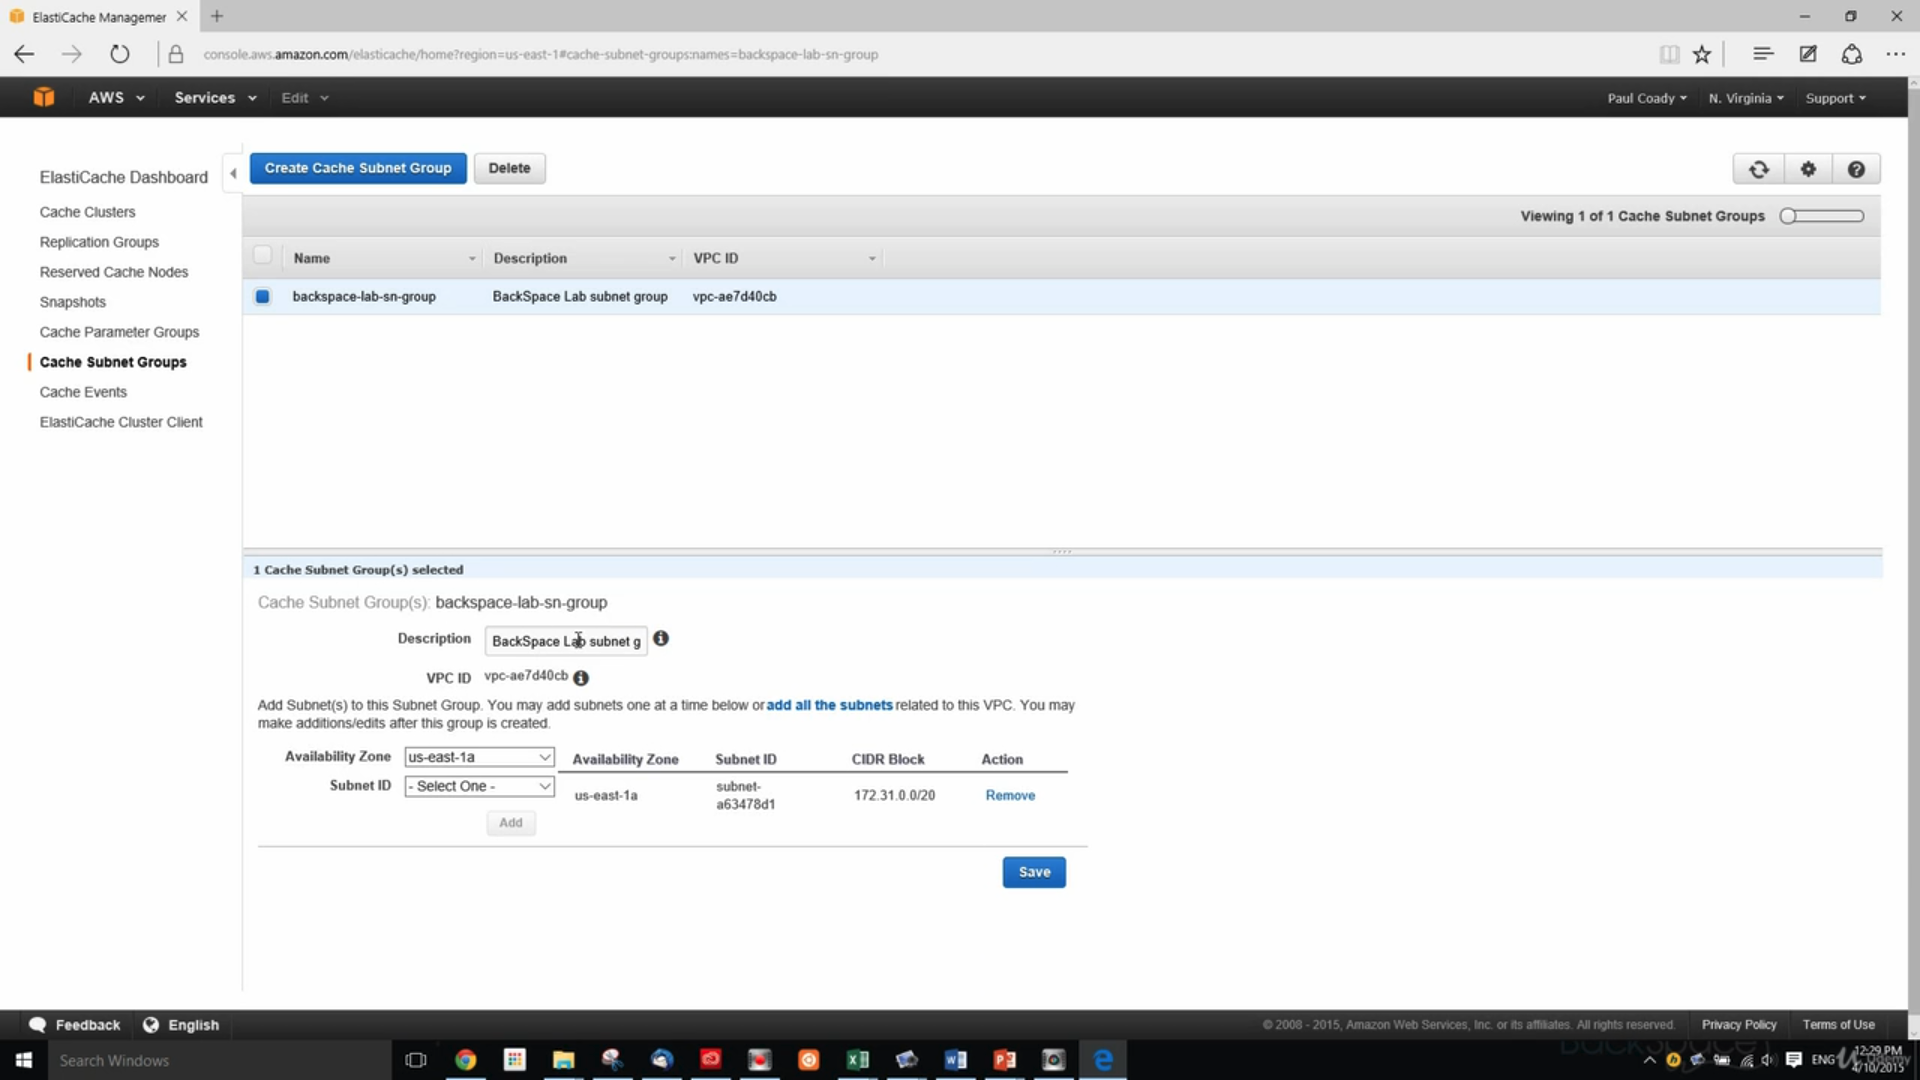 ElastiCache Managemer
console.aws.amazon.com/elasticache/home?region=us-east-1#cache-subnet-groups:names=backspace-lab-sn-group
AWS Services Edit Paul Coady N. Virginia Support
ElastiCache Dashboard
Cache Clusters
Replication Groups
Reserved Cache Nodes
Snapshots
Cache Parameter Groups
Cache Subnet Groups
Cache Events
ElastiCache Cluster Client
Create Cache Subnet Group Delete
Viewing 1 of 1 Cache Subnet Groups
Name Description VPC ID
backspace-lab-sn-group BackSpace Lab subnet group vpc-ae7d40cb
1 Cache Subnet Group(s) selected
Cache Subnet Group(s): backspace-lab-sn-group
Description BackSpace Lab subnet g
VPC ID vpc-ae7d40cb
Add Subnet(s) to this Subnet Group. You may add subnets one at a time below or add all the subnets related to this VPC. You may
make additions/edits after this group is created.
Availability Zone us-east-1a
Subnet ID - Select One -
Add
Availability Zone Subnet ID CIDR Block Action
us-east-1a subnet-
a63478d1 172.31.0.0/20 Remove
Save
Feedback English © 2008 - 2015, Amazon Web Services, Inc. or its affiliates. All rights reserved. Privacy Policy Terms of Use
Search Windows
ENG 12:29 PM
4/10/2015